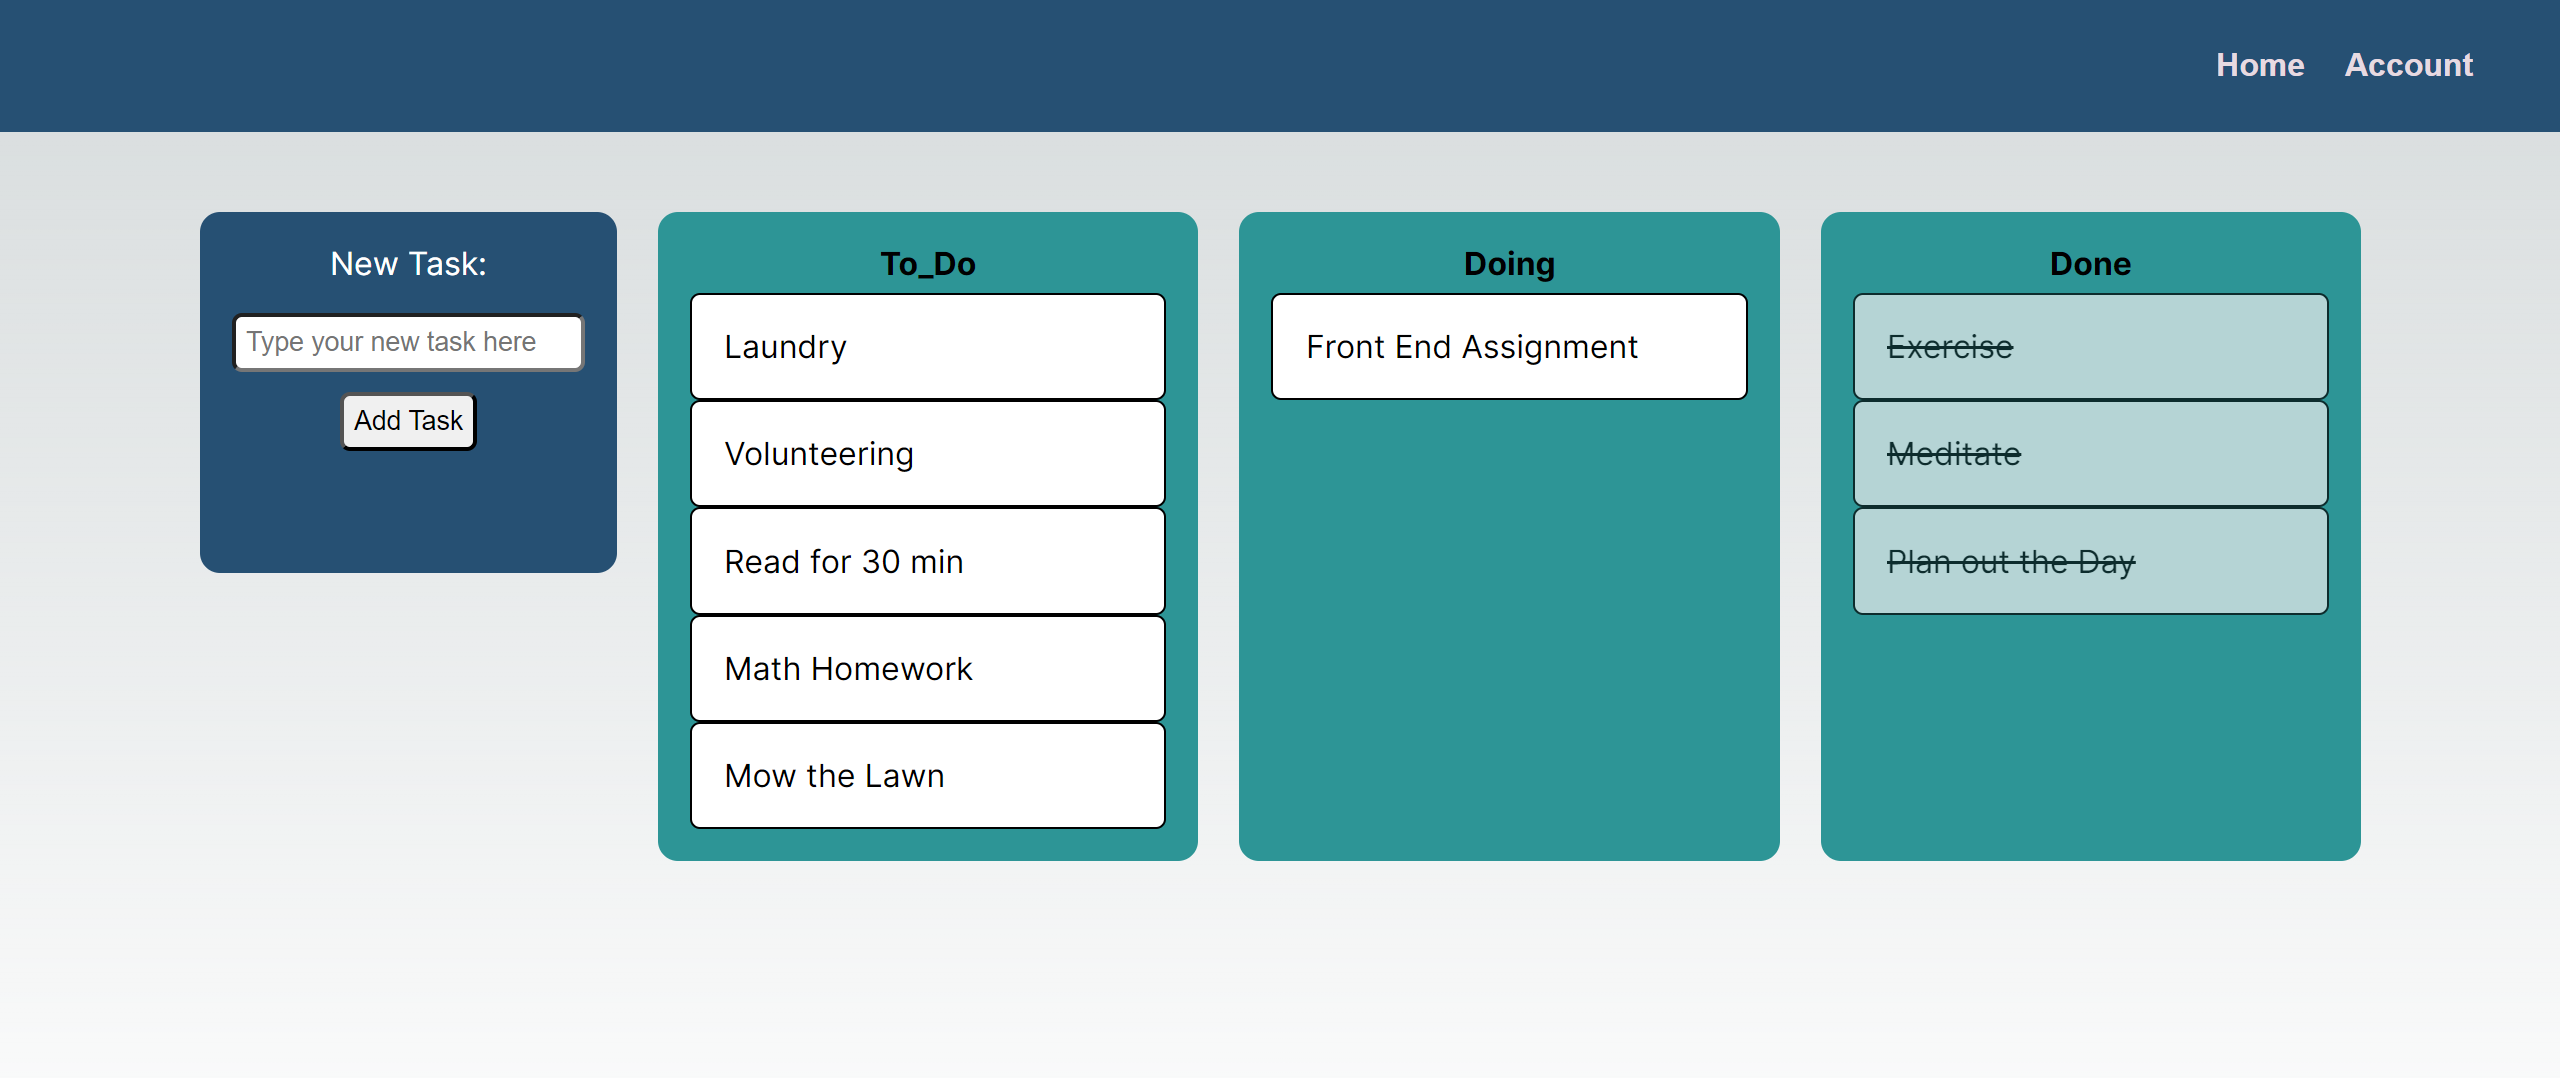 Home Account
New Task:
Type your new task here
Add Task
To_Do
Laundry
Volunteering
Read for 30 min
Math Homework
Mow the Lawn
Doing
Front End Assignment
Done
Exercise
Meditate
Plan out the Day